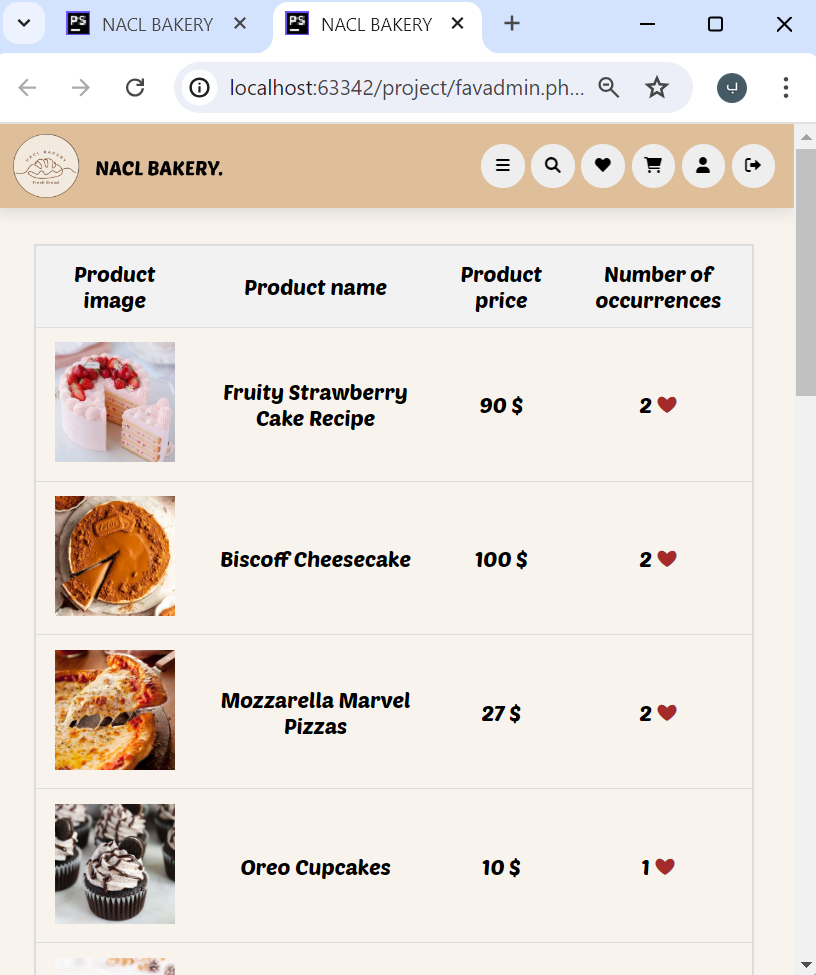 NACL BAKERY
NACL BAKERY
localhost:63342/project/favadmin.ph...
NACL BAKERY
Fresh Bread
NACL BAKERY.
Product image
Product name
Product price
Number of occurrences
Fruity Strawberry
Cake Recipe
90 $
2
Biscoff Cheesecake
100 $
2
Mozzarella Marvel
Pizzas
27 $
2
Oreo Cupcakes
10 $
1